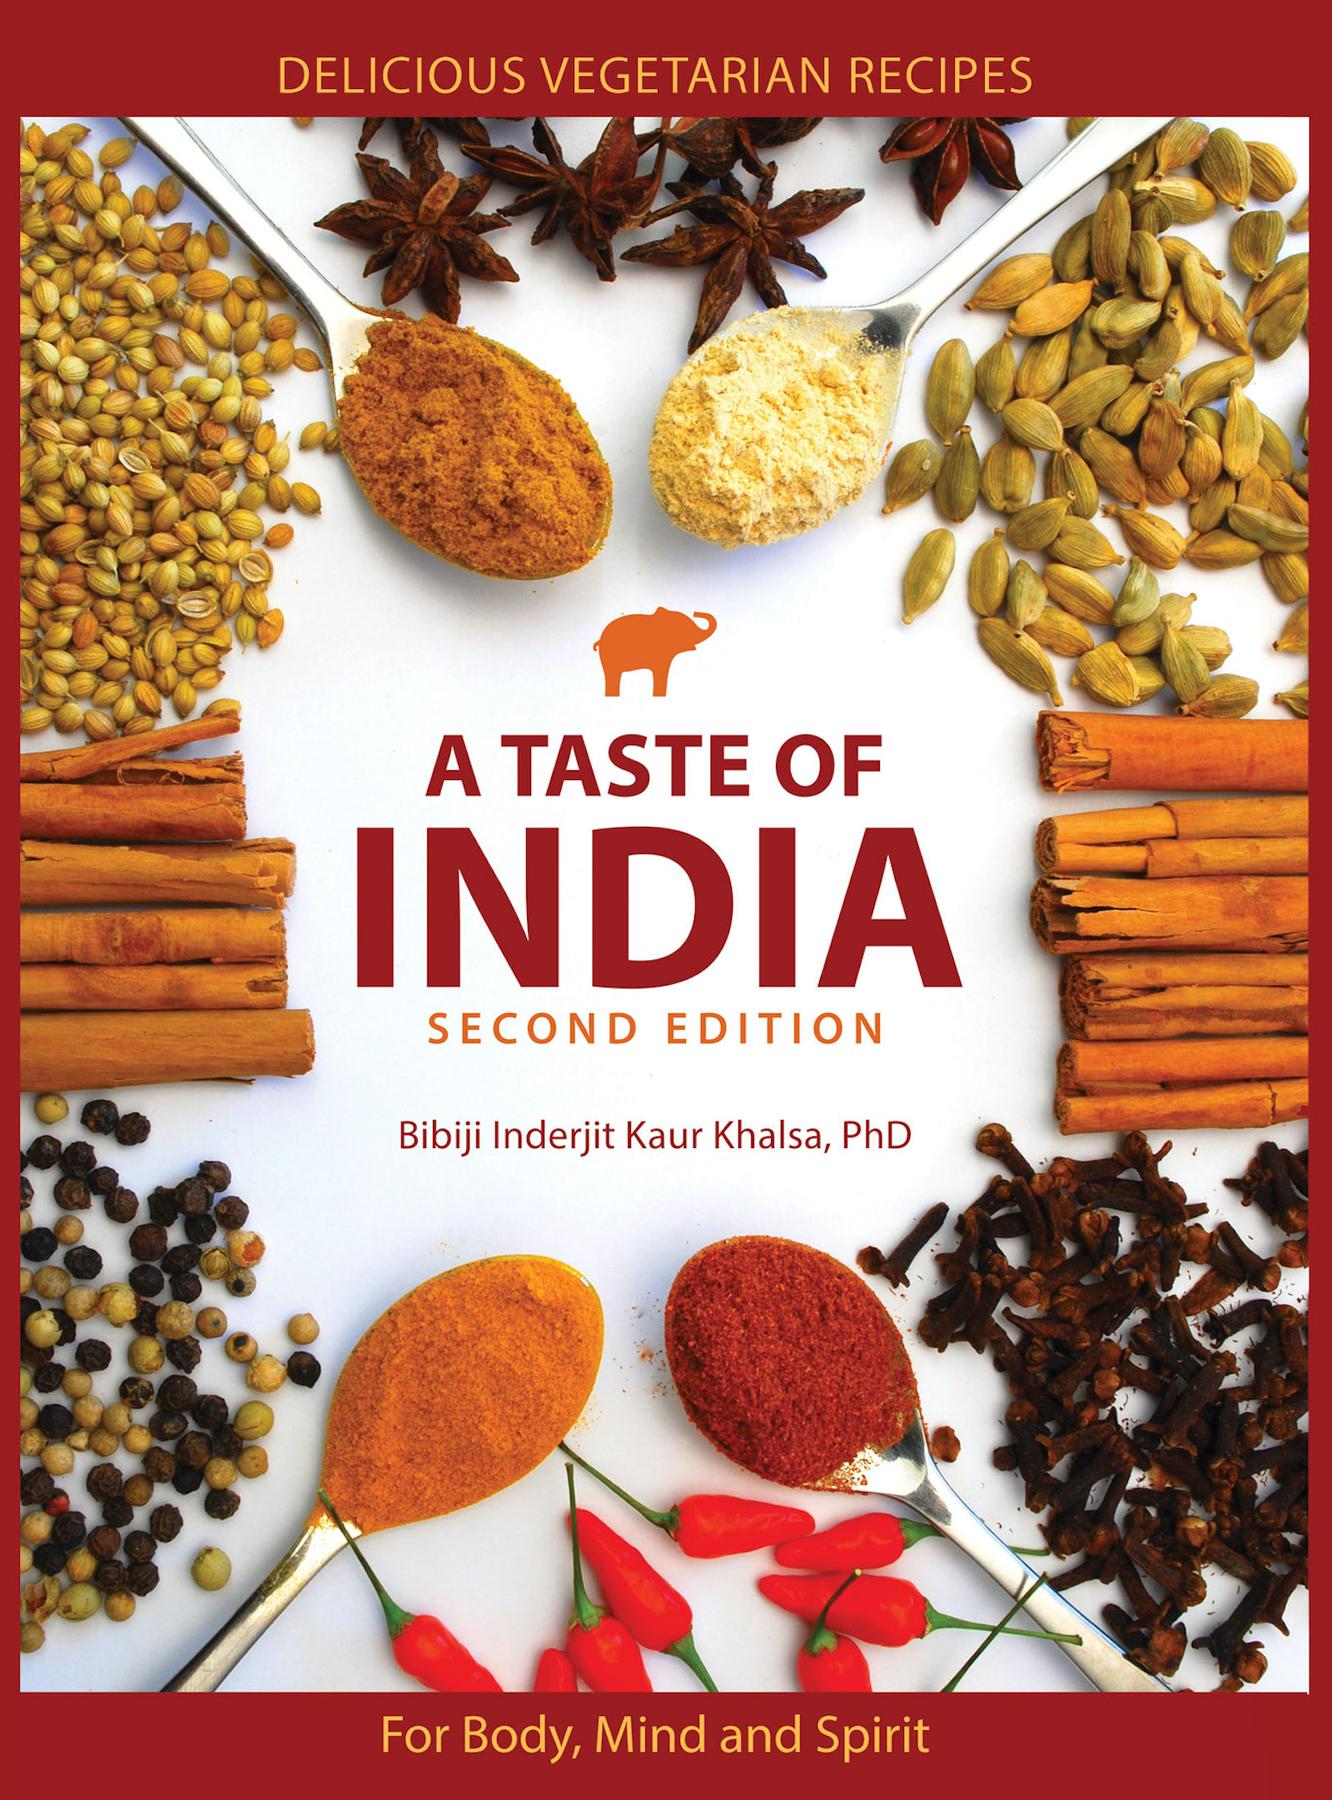 DELICIOUS VEGETARIAN RECIPES
A TASTE OF
INDIA
SECOND EDITION
Bibiji Inderjit Kaur Khalsa, PhD
For Body, Mind and Spirit